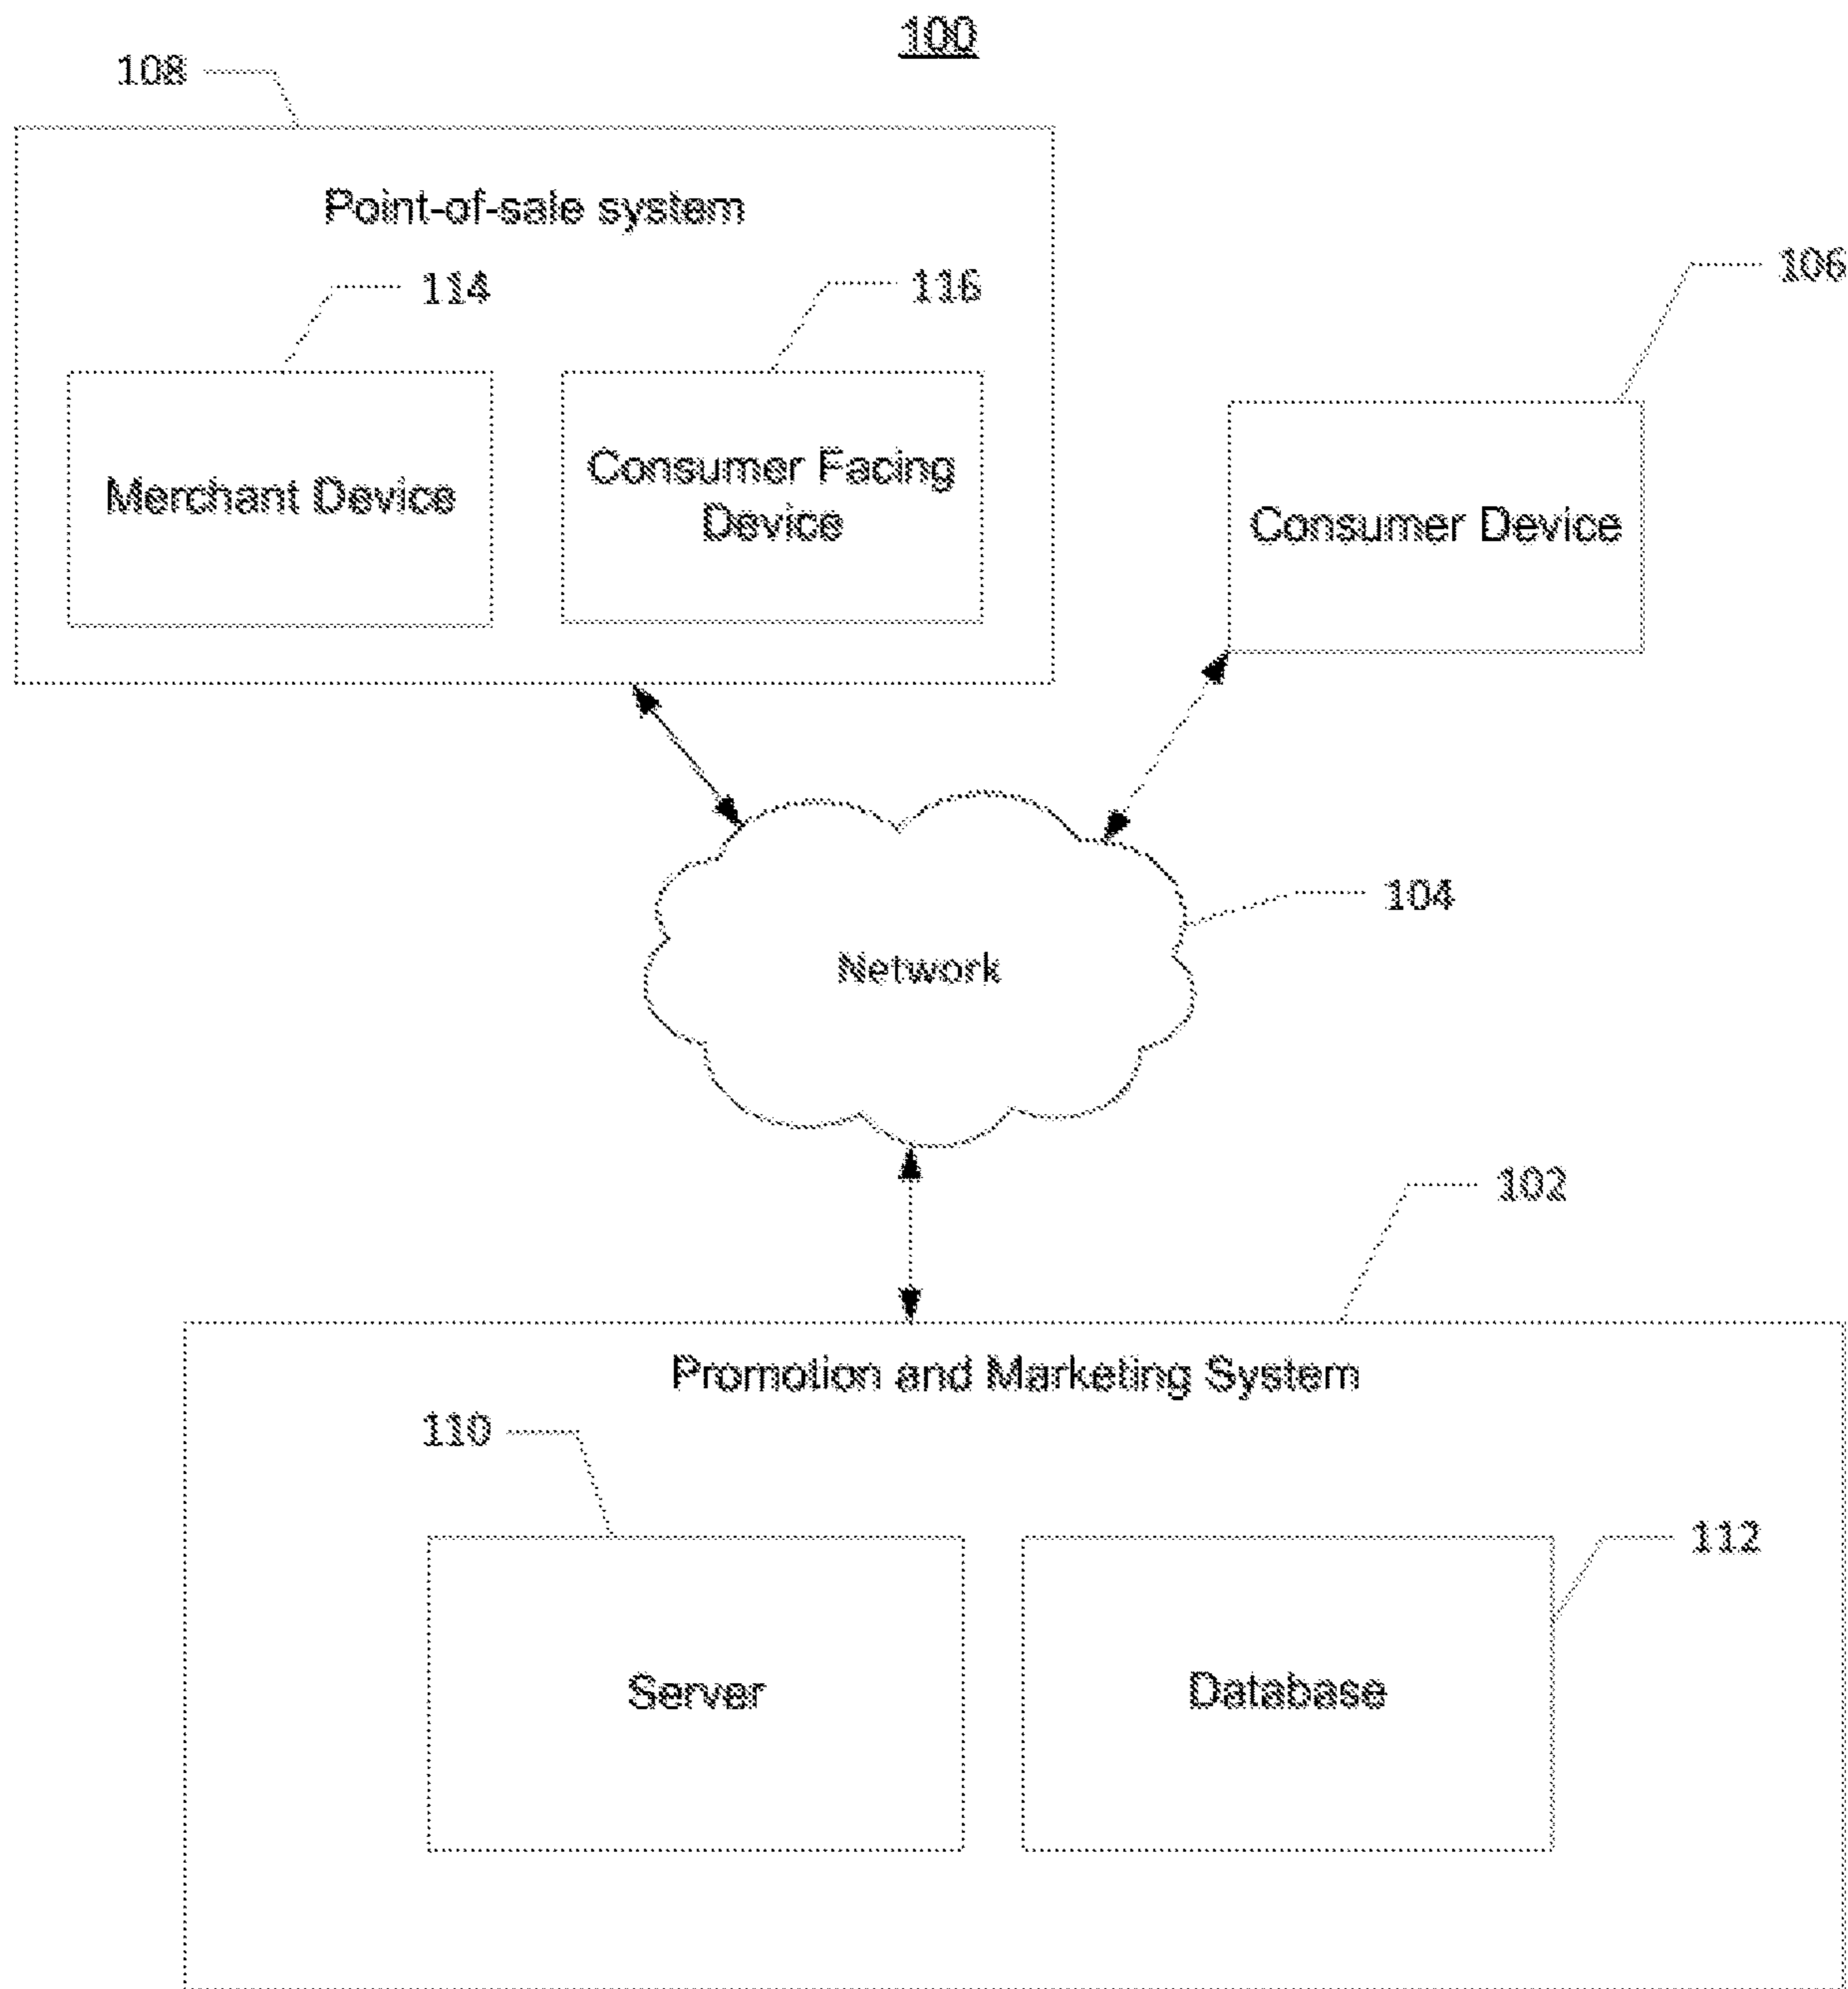 100
108
Point-of-sale system
114
116
106
Merchant Device
Consumer Facing
Device
Consumer Device
104
Network
102
Promotion and Marketing System
110
112
Server
Database